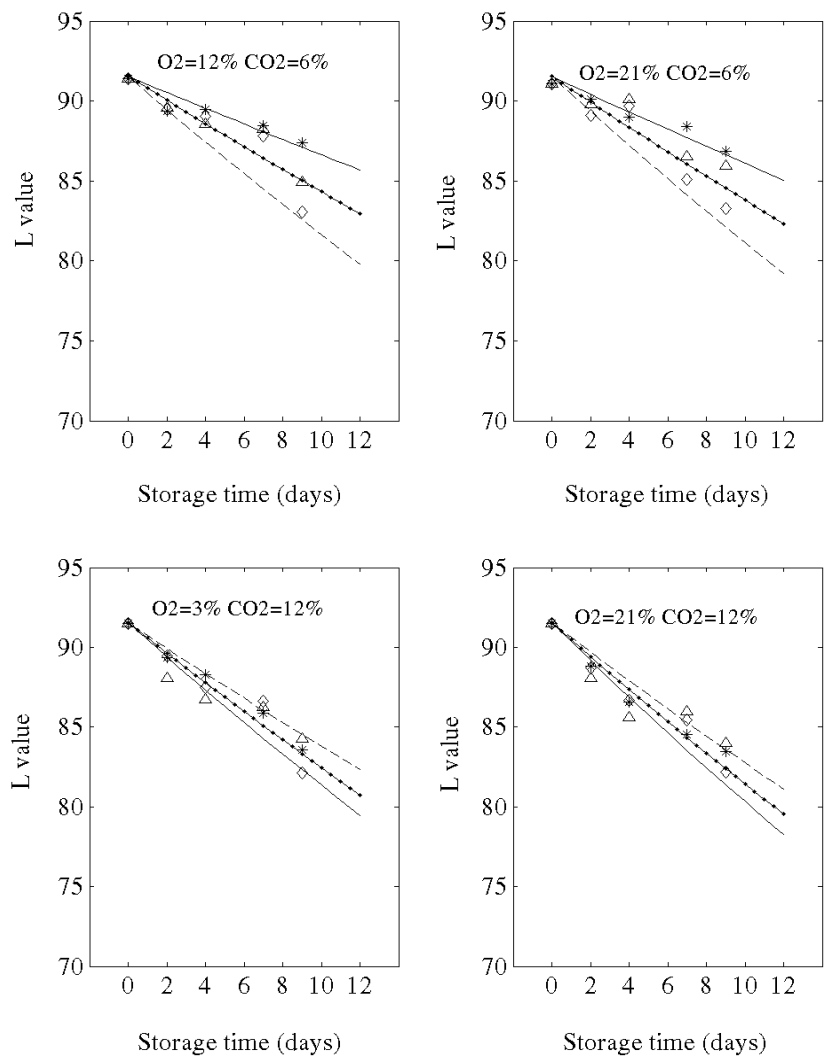 O2=12% CO2=6%
95
90
85
80
75
70
L value
0 2 4 6 8 10 12
Storage time (days)
O2=21% CO2=6%
95
90
85
80
75
70
L value
0 2 4 6 8 10 12
Storage time (days)
O2=3% CO2=12%
95
90
85
80
75
70
L value
0 2 4 6 8 10 12
Storage time (days)
O2=21% CO2=12%
95
90
85
80
75
70
L value
0 2 4 6 8 10 12
Storage time (days)